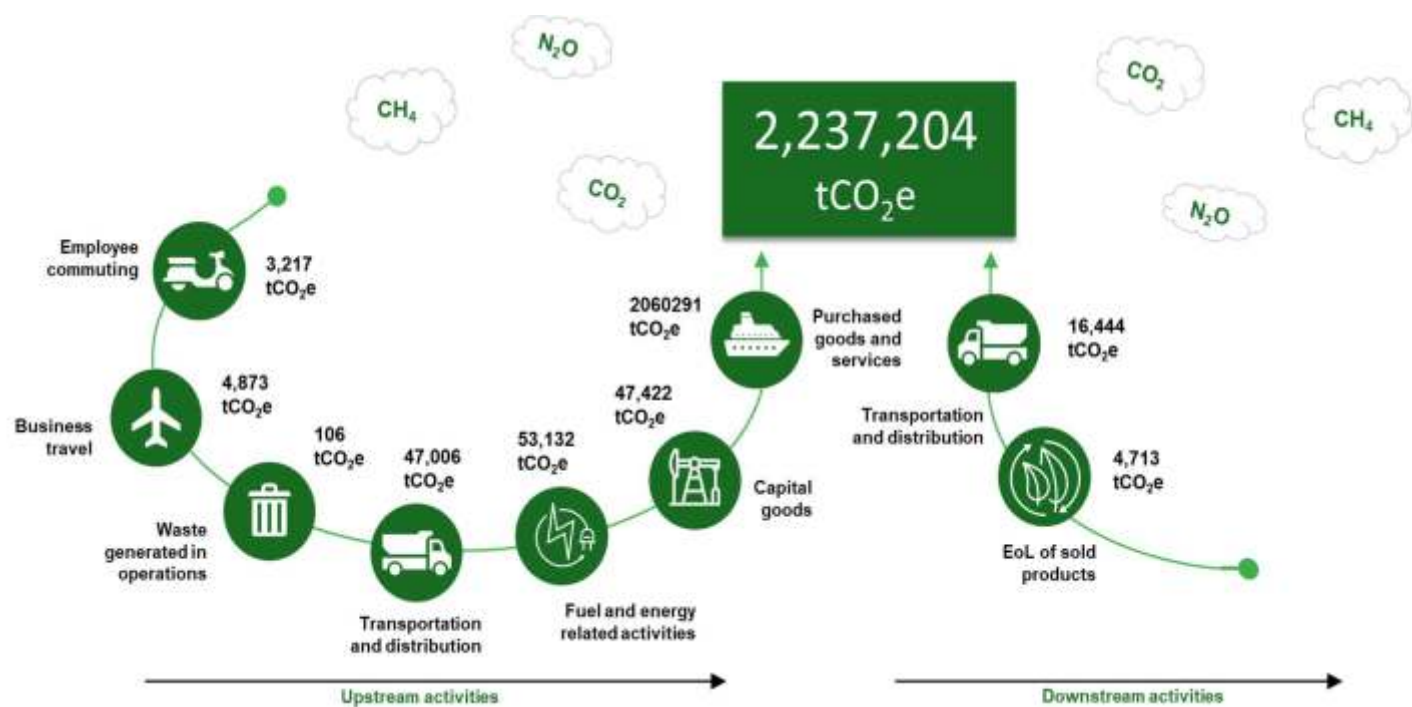 N₂O
CO₂
CH₄
CH₄
2,237,204
tCO₂e
CO₂
N₂O
Employee
commuting
3,217
tCO₂e
2060291
tCO₂e
Purchased
goods and
services
16,444
tCO₂e
4,873
tCO₂e
Business
travel
47,422
tCO₂e
Transportation
and distribution
106
tCO₂e
47,006
tCO₂e
53,132
tCO₂e
Capital
goods
4,713
tCO₂e
Waste
generated in
operations
EoL of sold
products
Transportation
and distribution
Fuel and energy
related activities
Upstream activities
Downstream activities